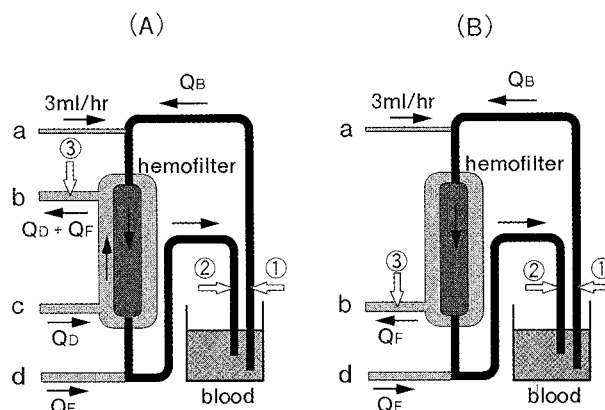 (A)
QB
3ml/hr
a
③
hemofilter
b
QD + QF
②
①
c
QD
d
QF
blood
(B)
QB
3ml/hr
a
hemofilter
③
②
①
b
QF
d
QF
blood